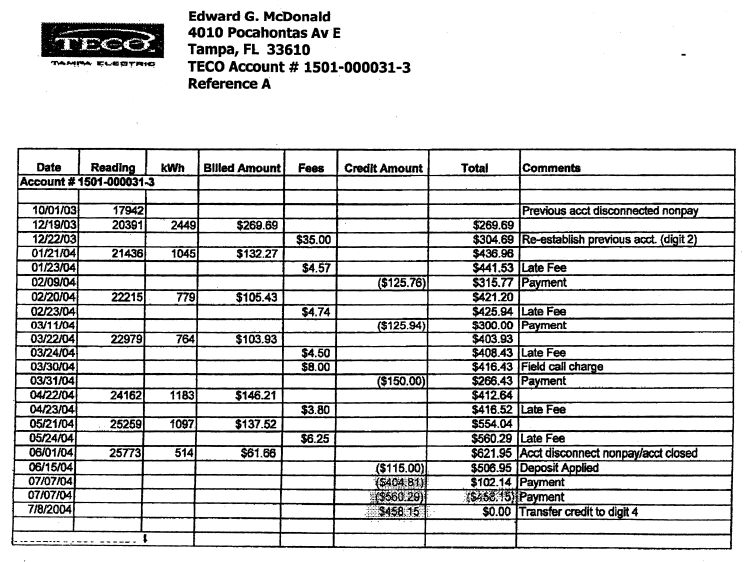 TECO
TAMPA ELECTRIC
Edward G. McDonald
4010 Pocahontas Av E
Tampa, FL 33610
TECO Account # 1501-000031-3
Reference A
Date Reading kWh Billed Amount Fees Credit Amount Total Comments
Account # 1501-000031-3
10/01/03 17942 Previous acct disconnected nonpay
12/19/03 20391 2449 $269.69 $269.69
12/22/03 $35.00 $304.69 Re-establish previous acct. (digit 2)
01/21/04 21436 1045 $132.27 $436.96
01/23/04 $4.57 $441.53 Late Fee
02/09/04 ($125.76) $315.77 Payment
02/20/04 22215 779 $105.43 $421.20
02/23/04 $4.74 $425.94 Late Fee
03/11/04 ($125.94) $300.00 Payment
03/22/04 22979 764 $103.93 $403.93
03/24/04 $4.50 $408.43 Late Fee
03/30/04 $8.00 $416.43 Field call charge
03/31/04 ($150.00) $266.43 Payment
04/22/04 24162 1183 $146.21 $412.64
04/23/04 $3.80 $416.52 Late Fee
05/21/04 25259 1097 $137.52 $554.04
05/24/04 $6.25 $560.29 Late Fee
06/01/04 25773 514 $61.66 $621.95 Acct disconnect nonpay/acct closed
06/15/04 ($115.00) $506.95 Deposit Applied
07/07/04 ($404.81) $102.14 Payment
07/07/04 ($560.29) ($458.15) Payment
7/8/2004 $458.15 $0.00 Transfer credit to digit 4